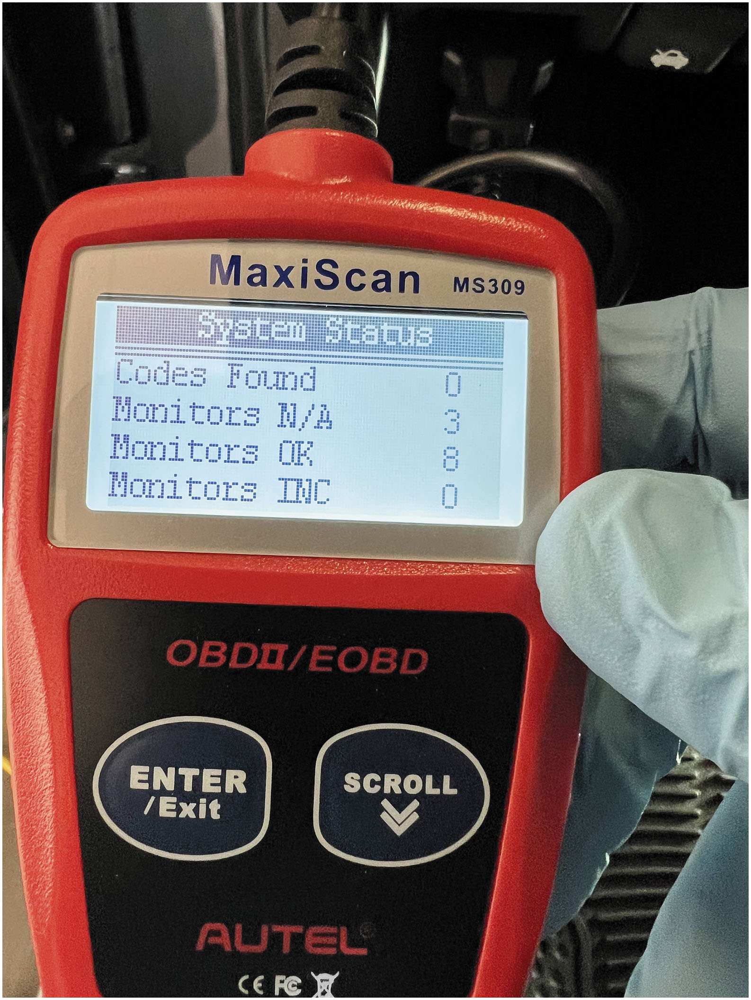 MaxiScan MS309
System Status
Codes Found 0
Monitors N/A 3
Monitors OK 8
Monitors INC 0
OBDII/EOBD
ENTER
/Exit
SCROLL
AUTEL®
CE FC